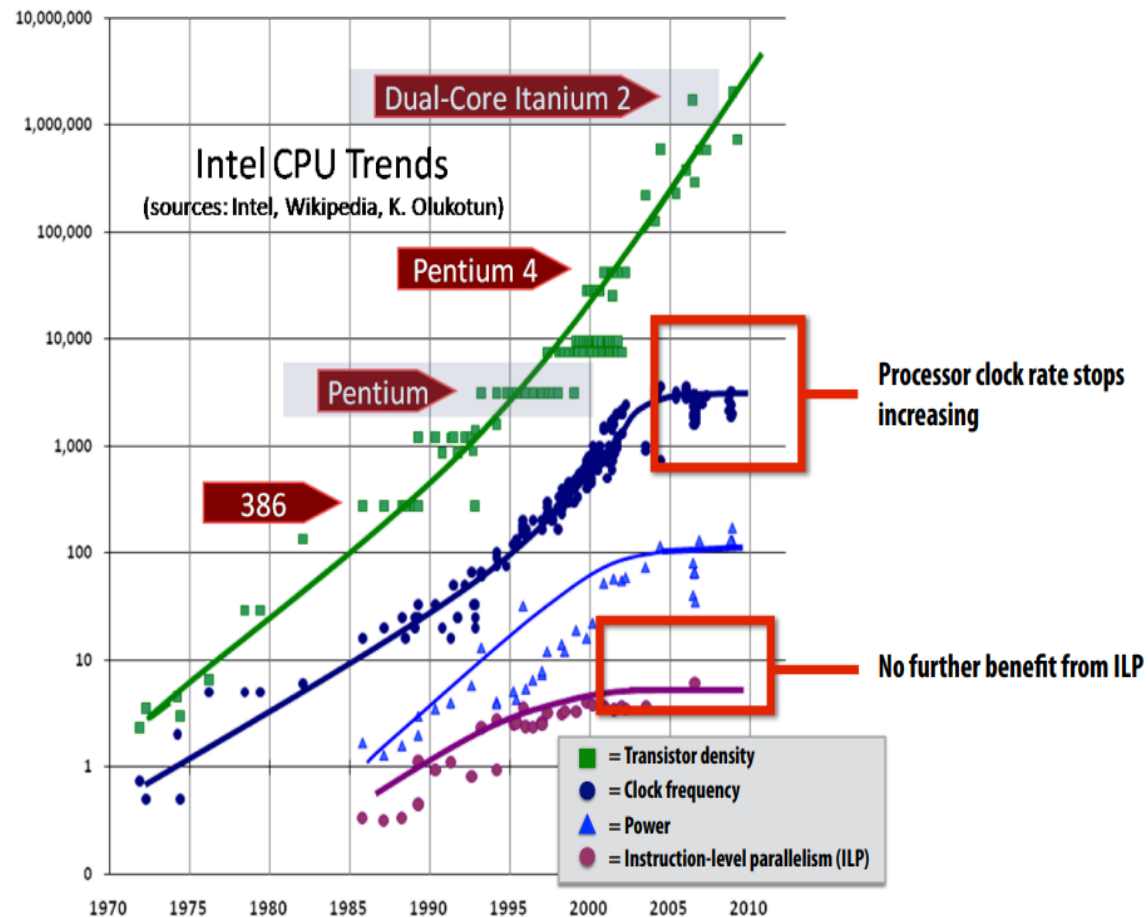 10,000,000
1,000,000
100,000
10,000
1,000
100
10
1
0
1970 1975 1980 1985 1990 1995 2000 2005 2010
Intel CPU Trends
(sources: Intel, Wikipedia, K. Olukotun)
Dual-Core Itanium 2
Pentium 4
Pentium
386
Processor clock rate stops
increasing
No further benefit from ILP
= Transistor density
= Clock frequency
= Power
= Instruction-level parallelism (ILP)